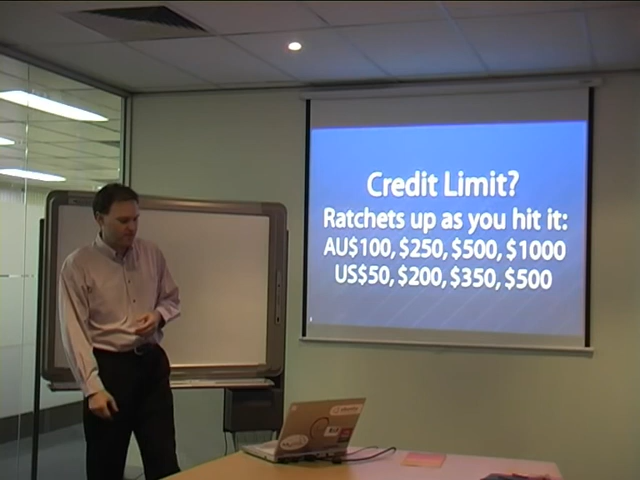 Credit Limit?
Ratchets up as you hit it:
AU$100, $250, $500, $1000
US$50, $200, $350, $500